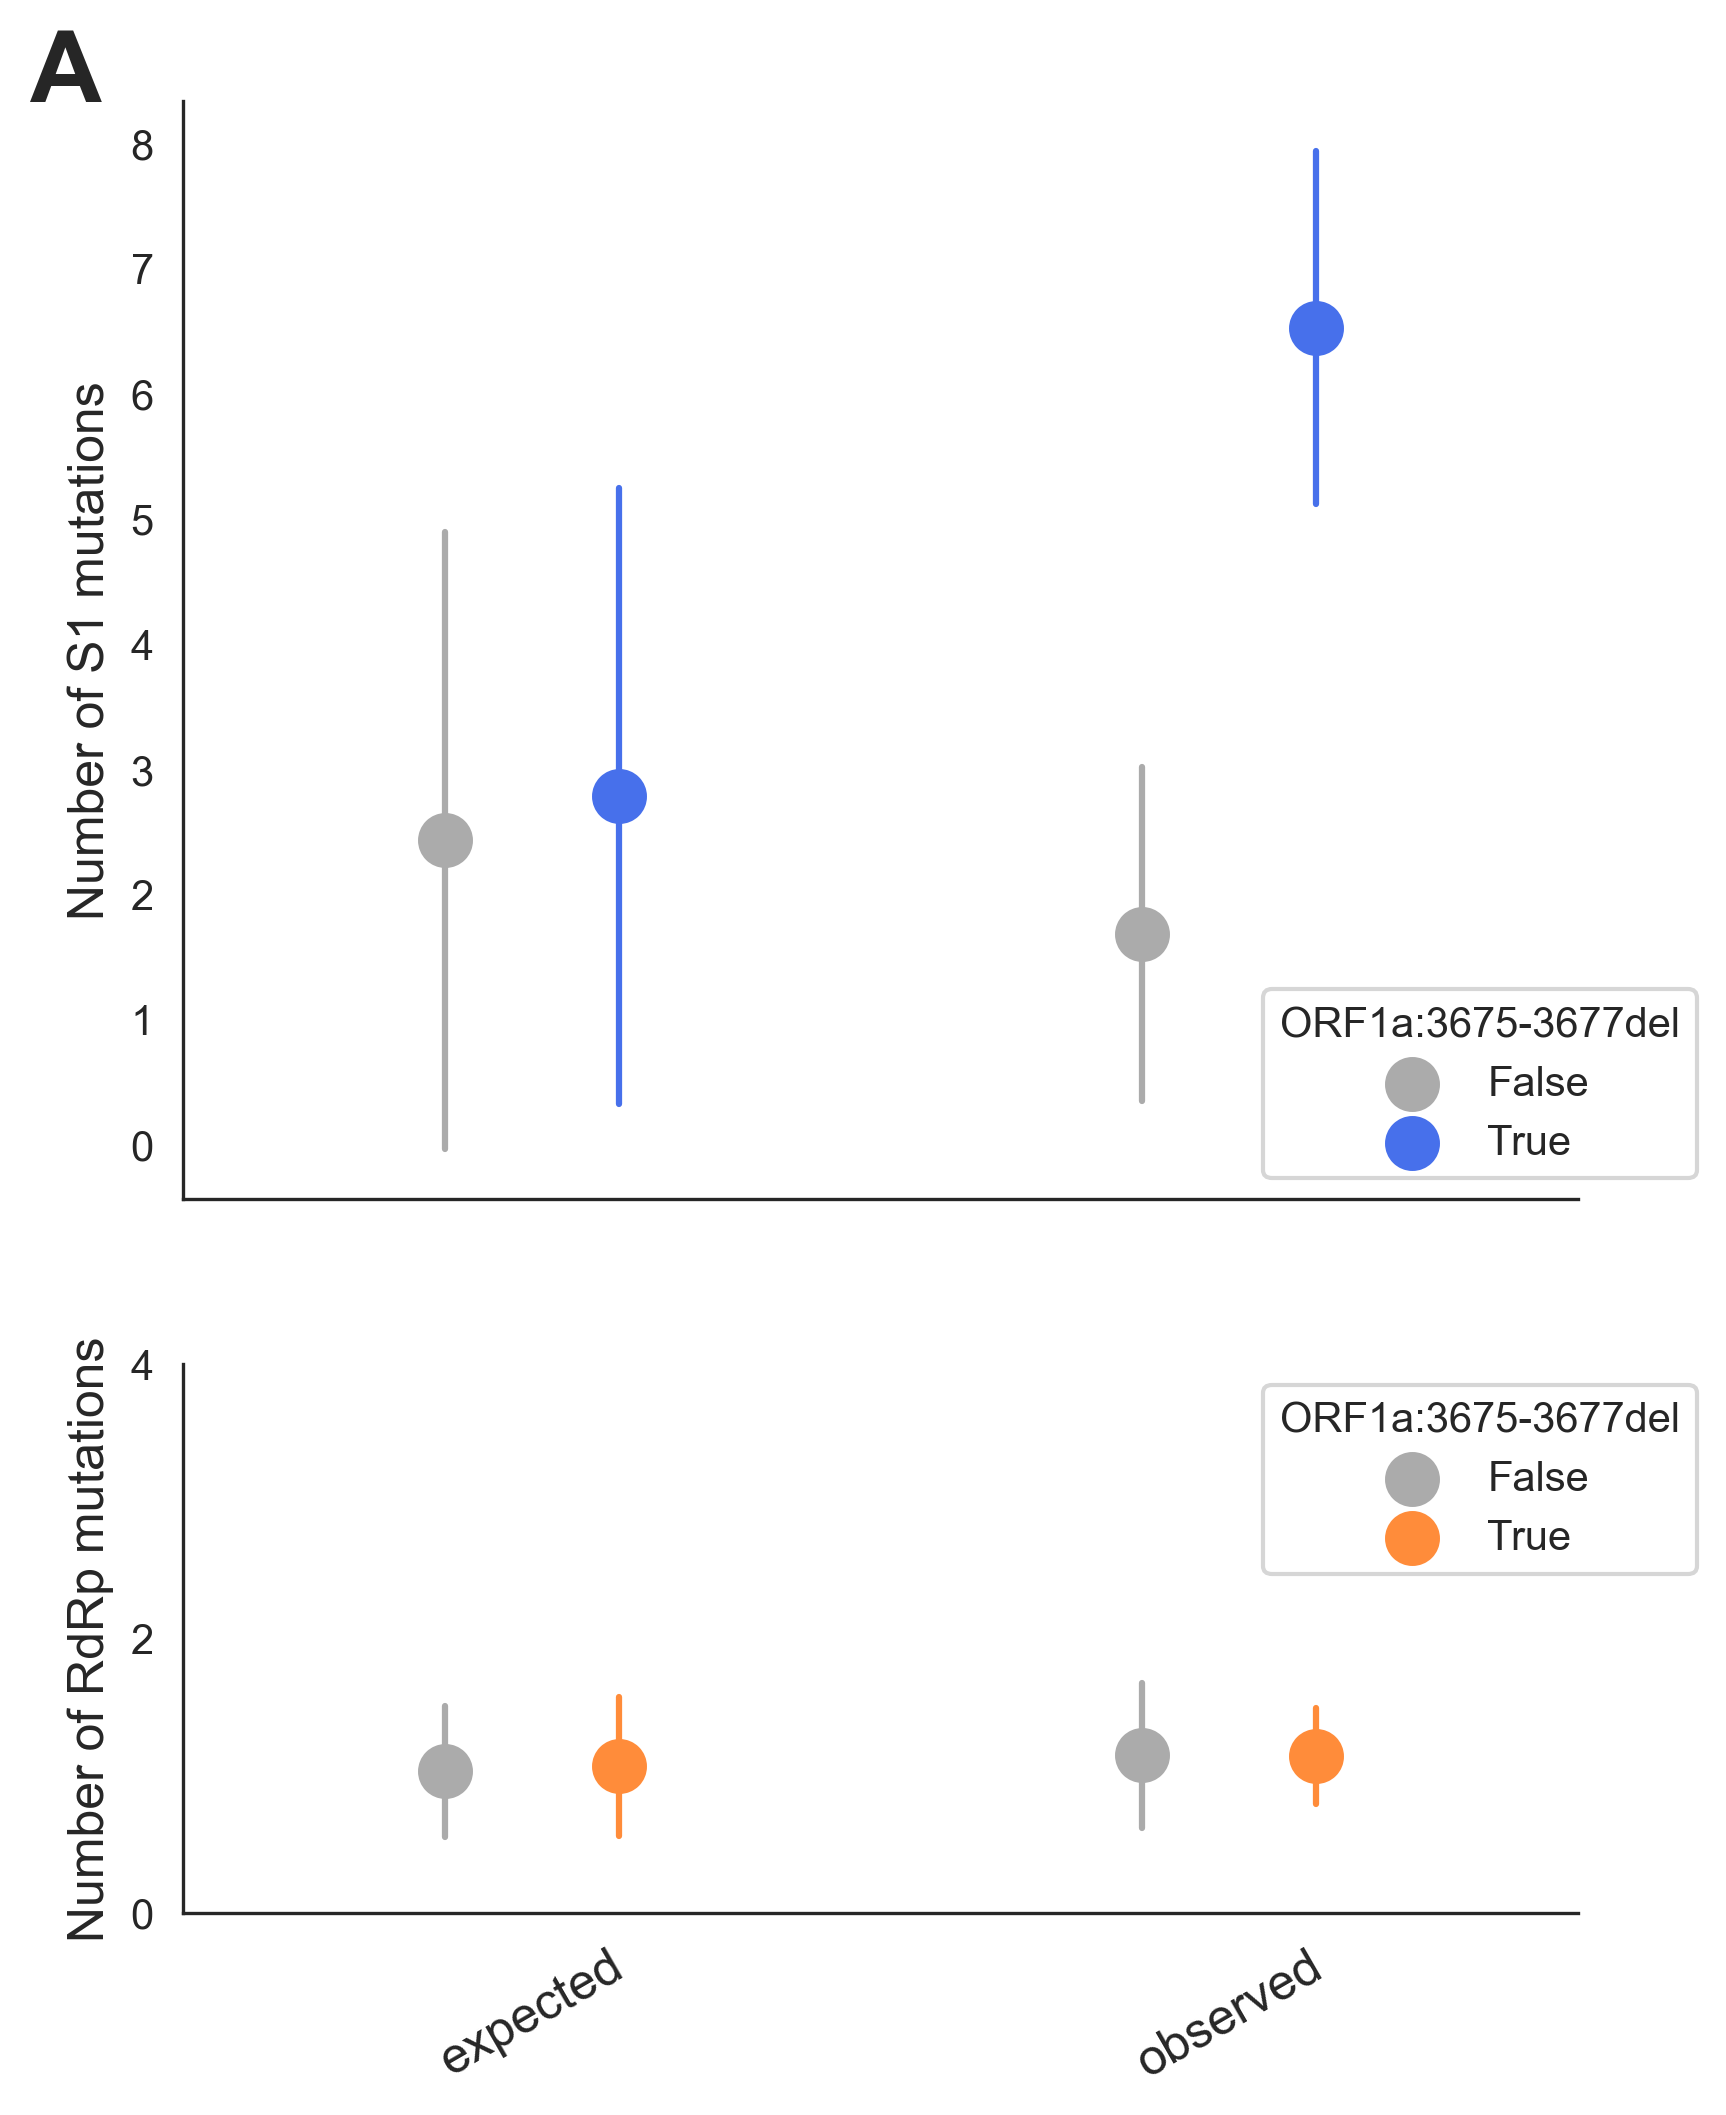 A
Number of S1 mutations
8
7
6
5
4
3
2
1
0
ORF1a:3675-3677del
False
True
Number of RdRp mutations
4
2
0
ORF1a:3675-3677del
False
True
expected
observed